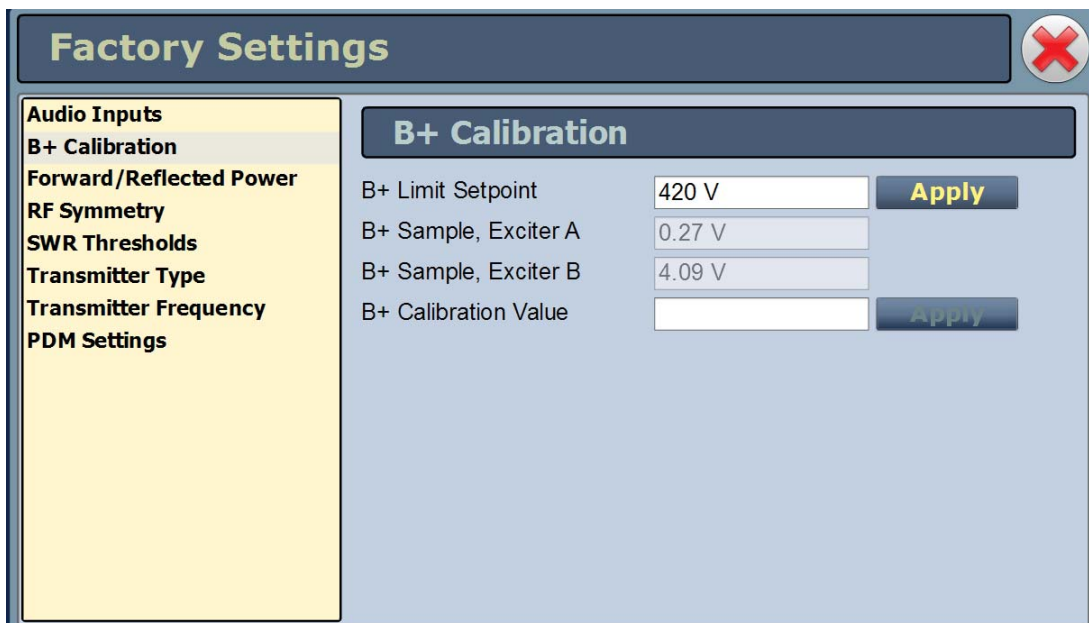 Factory Settings
Audio Inputs
B+ Calibration
Forward/Reflected Power
RF Symmetry
SWR Thresholds
Transmitter Type
Transmitter Frequency
PDM Settings
B+ Calibration
B+ Limit Setpoint 420 V Apply
B+ Sample, Exciter A 0.27 V
B+ Sample, Exciter B 4.09 V
B+ Calibration Value Apply